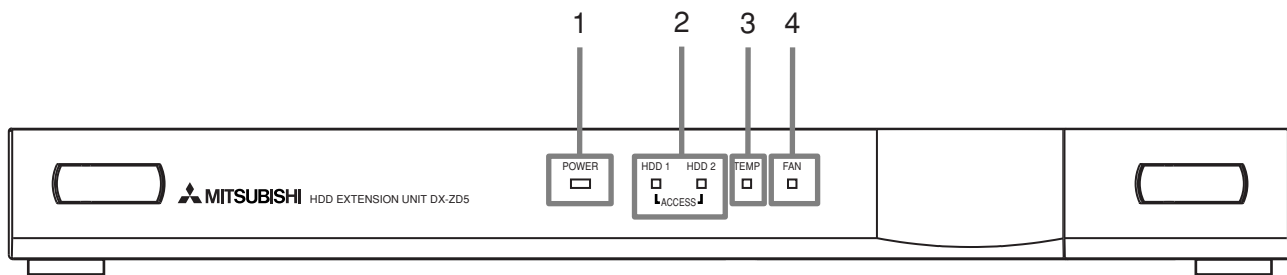 1 2 3 4
POWER HDD 1 HDD 2 TEMP FAN
ACCESS
MITSUBISHI HDD EXTENSION UNIT DX-ZD5